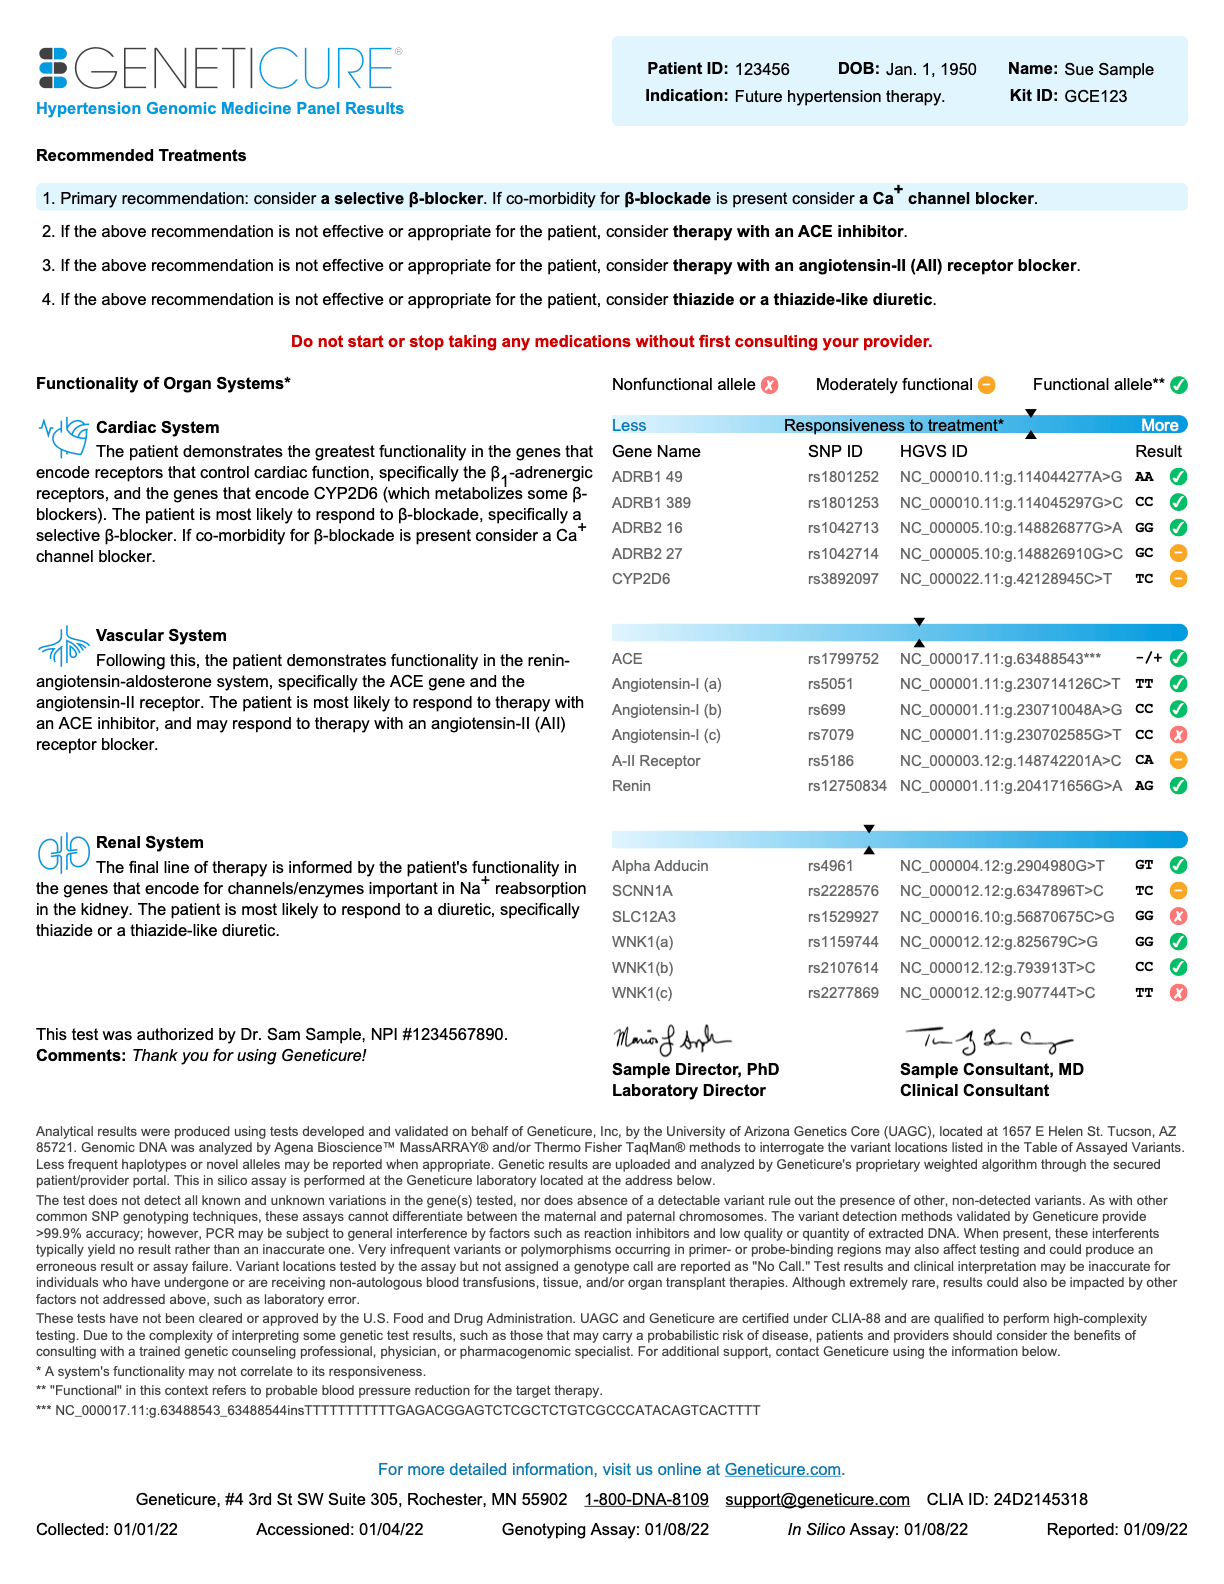 GENETICURE®
Hypertension Genomic Medicine Panel Results
Patient ID: 123456 DOB: Jan. 1, 1950 Name: Sue Sample
Indication: Future hypertension therapy. Kit ID: GCE123
Recommended Treatments
1. Primary recommendation: consider a selective β-blocker. If co-morbidity for β-blockade is present consider a Ca+ channel blocker.
2. If the above recommendation is not effective or appropriate for the patient, consider therapy with an ACE inhibitor.
3. If the above recommendation is not effective or appropriate for the patient, consider therapy with an angiotensin-II (AII) receptor blocker.
4. If the above recommendation is not effective or appropriate for the patient, consider thiazide or a thiazide-like diuretic.
Do not start or stop taking any medications without first consulting your provider.
Functionality of Organ Systems*
Nonfunctional allele ✗ Moderately functional − Functional allele** ✓
Cardiac System
The patient demonstrates the greatest functionality in the genes that
encode receptors that control cardiac function, specifically the β1-adrenergic
receptors, and the genes that encode CYP2D6 (which metabolizes some β-
blockers). The patient is most likely to respond to β-blockade, specifically a
selective β-blocker. If co-morbidity for β-blockade is present consider a Ca+
channel blocker.
Less Responsiveness to treatment* More
Gene Name SNP ID HGVS ID Result
ADRB1 49 rs1801252 NC_000010.11:g.114044277A>G AA ✓
ADRB1 389 rs1801253 NC_000010.11:g.114045297G>C CC ✓
ADRB2 16 rs1042713 NC_000005.10:g.148826877G>A GG ✓
ADRB2 27 rs1042714 NC_000005.10:g.148826910G>C GC −
CYP2D6 rs3892097 NC_000022.11:g.42128945C>T TC −
Vascular System
Following this, the patient demonstrates functionality in the renin-
angiotensin-aldosterone system, specifically the ACE gene and the
angiotensin-II receptor. The patient is most likely to respond to therapy with
an ACE inhibitor, and may respond to therapy with an angiotensin-II (AII)
receptor blocker.
ACE rs1799752 NC_000017.11:g.63488543*** -/+ ✓
Angiotensin-I (a) rs5051 NC_000001.11:g.230714126C>T TT ✓
Angiotensin-I (b) rs699 NC_000001.11:g.230710048A>G CC ✓
Angiotensin-I (c) rs7079 NC_000001.11:g.230702585G>T CC ✗
A-II Receptor rs5186 NC_000003.12:g.148742201A>C CA −
Renin rs12750834 NC_000001.11:g.204171656G>A AG ✓
Renal System
The final line of therapy is informed by the patient's functionality in
the genes that encode for channels/enzymes important in Na+ reabsorption
in the kidney. The patient is most likely to respond to a diuretic, specifically
thiazide or a thiazide-like diuretic.
Alpha Adducin rs4961 NC_000004.12:g.2904980G>T GT ✓
SCNN1A rs2228576 NC_000012.12:g.6347896T>C TC −
SLC12A3 rs1529927 NC_000016.10:g.56870675C>G GG ✗
WNK1(a) rs1159744 NC_000012.12:g.825679C>G GG ✓
WNK1(b) rs2107614 NC_000012.12:g.793913T>C CC ✓
WNK1(c) rs2277869 NC_000012.12:g.907744T>C TT ✗
This test was authorized by Dr. Sam Sample, NPI #1234567890.
Comments: Thank you for using Geneticure!
Sample Director, PhD
Laboratory Director
Sample Consultant, MD
Clinical Consultant
Analytical results were produced using tests developed and validated on behalf of Geneticure, Inc, by the University of Arizona Genetics Core (UAGC), located at 1657 E Helen St. Tucson, AZ
85721. Genomic DNA was analyzed by Agena Bioscience™ MassARRAY® and/or Thermo Fisher TaqMan® methods to interrogate the variant locations listed in the Table of Assayed Variants.
Less frequent haplotypes or novel alleles may be reported when appropriate. Genetic results are uploaded and analyzed by Geneticure's proprietary weighted algorithm through the secured
patient/provider portal. This in silico assay is performed at the Geneticure laboratory located at the address below.
The test does not detect all known and unknown variations in the gene(s) tested, nor does absence of a detectable variant rule out the presence of other, non-detected variants. As with other
common SNP genotyping techniques, these assays cannot differentiate between the maternal and paternal chromosomes. The variant detection methods validated by Geneticure provide
>99.9% accuracy; however, PCR may be subject to general interference by factors such as reaction inhibitors and low quality or quantity of extracted DNA. When present, these interferents
typically yield no result rather than an inaccurate one. Very infrequent variants or polymorphisms occurring in primer- or probe-binding regions may also affect testing and could produce an
erroneous result or assay failure. Variant locations tested by the assay but not assigned a genotype call are reported as "No Call." Test results and clinical interpretation may be inaccurate for
individuals who have undergone or are receiving non-autologous blood transfusions, tissue, and/or organ transplant therapies. Although extremely rare, results could also be impacted by other
factors not addressed above, such as laboratory error.
These tests have not been cleared or approved by the U.S. Food and Drug Administration. UAGC and Geneticure are certified under CLIA-88 and are qualified to perform high-complexity
testing. Due to the complexity of interpreting some genetic test results, such as those that may carry a probabilistic risk of disease, patients and providers should consider the benefits of
consulting with a trained genetic counseling professional, physician, or pharmacogenomic specialist. For additional support, contact Geneticure using the information below.
* A system's functionality may not correlate to its responsiveness.
** "Functional" in this context refers to probable blood pressure reduction for the target therapy.
*** NC_000017.11:g.63488543_63488544insTTTTTTTTTTTGAGACGGAGTCTCGCTCTGTCGCCCATACAGTCACTTTT
For more detailed information, visit us online at Geneticure.com.
Geneticure, #4 3rd St SW Suite 305, Rochester, MN 55902 1-800-DNA-8109 support@geneticure.com CLIA ID: 24D2145318
Collected: 01/01/22 Accessioned: 01/04/22 Genotyping Assay: 01/08/22 In Silico Assay: 01/08/22 Reported: 01/09/22